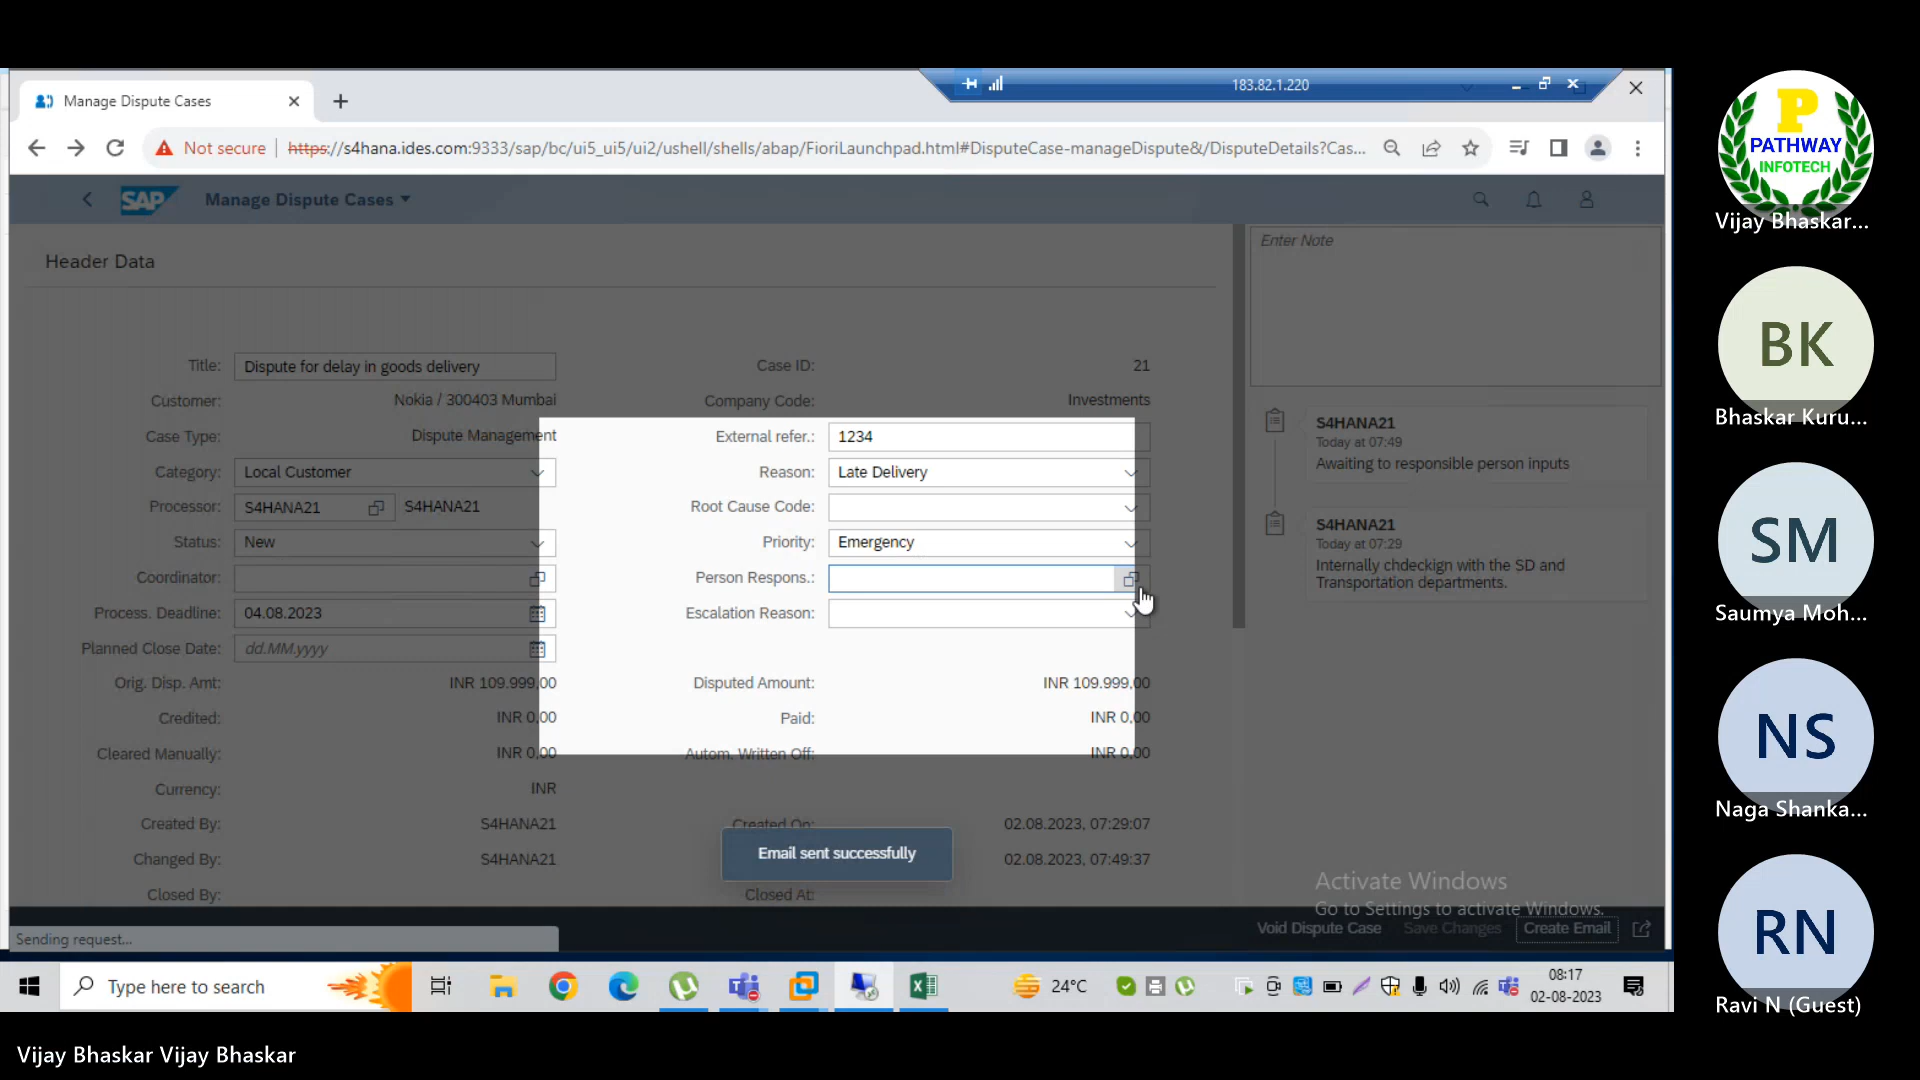 Manage Dispute Cases
183.82.1.220
Not secure
https://s4hana.ides.com:9333/sap/bc/ui5_ui5/ui2/ushell/shells/abap/FioriLaunchpad.html#DisputeCase-manageDispute&/DisputeDetails?Cas...
SAP Manage Dispute Cases
Header Data
Title: Dispute for delay in goods delivery
Case ID: 21
Customer: Nokia / 300403 Mumbai
Company Code: Investments
Case Type: Dispute Management
External refer.: 1234
Category: Local Customer
Reason: Late Delivery
Processor: S4HANA21 S4HANA21
Root Cause Code:
Status: New
Priority: Emergency
Coordinator:
Person Respons.:
Process. Deadline: 04.08.2023
Escalation Reason:
Planned Close Date: dd.MM.yyyy
Orig. Disp. Amt: INR 109.999,00
Disputed Amount: INR 109.999,00
Credited: INR 0,00
Paid: INR 0,00
Cleared Manually: INR 0,00
Autom. Written Off: INR 0,00
Currency: INR
Created By: S4HANA21
Created On: 02.08.2023, 07:29:07
Changed By: S4HANA21
02.08.2023, 07:49:37
Closed By:
Closed At:
Email sent successfully
Enter Note
S4HANA21
Today at 07:49
Awaiting to responsible person inputs
S4HANA21
Today at 07:29
Internally chdeckign with the SD and
Transportation departments.
Activate Windows
Go to Settings to activate Windows.
Void Dispute Case Save Changes Create Email
Sending request...
Type here to search
24°C
08:17
02-08-2023
P
PATHWAY
INFOTECH
Vijay Bhaskar...
BK
Bhaskar Kuru...
SM
Saumya Moh...
NS
Naga Shanka...
RN
Ravi N (Guest)
Vijay Bhaskar Vijay Bhaskar